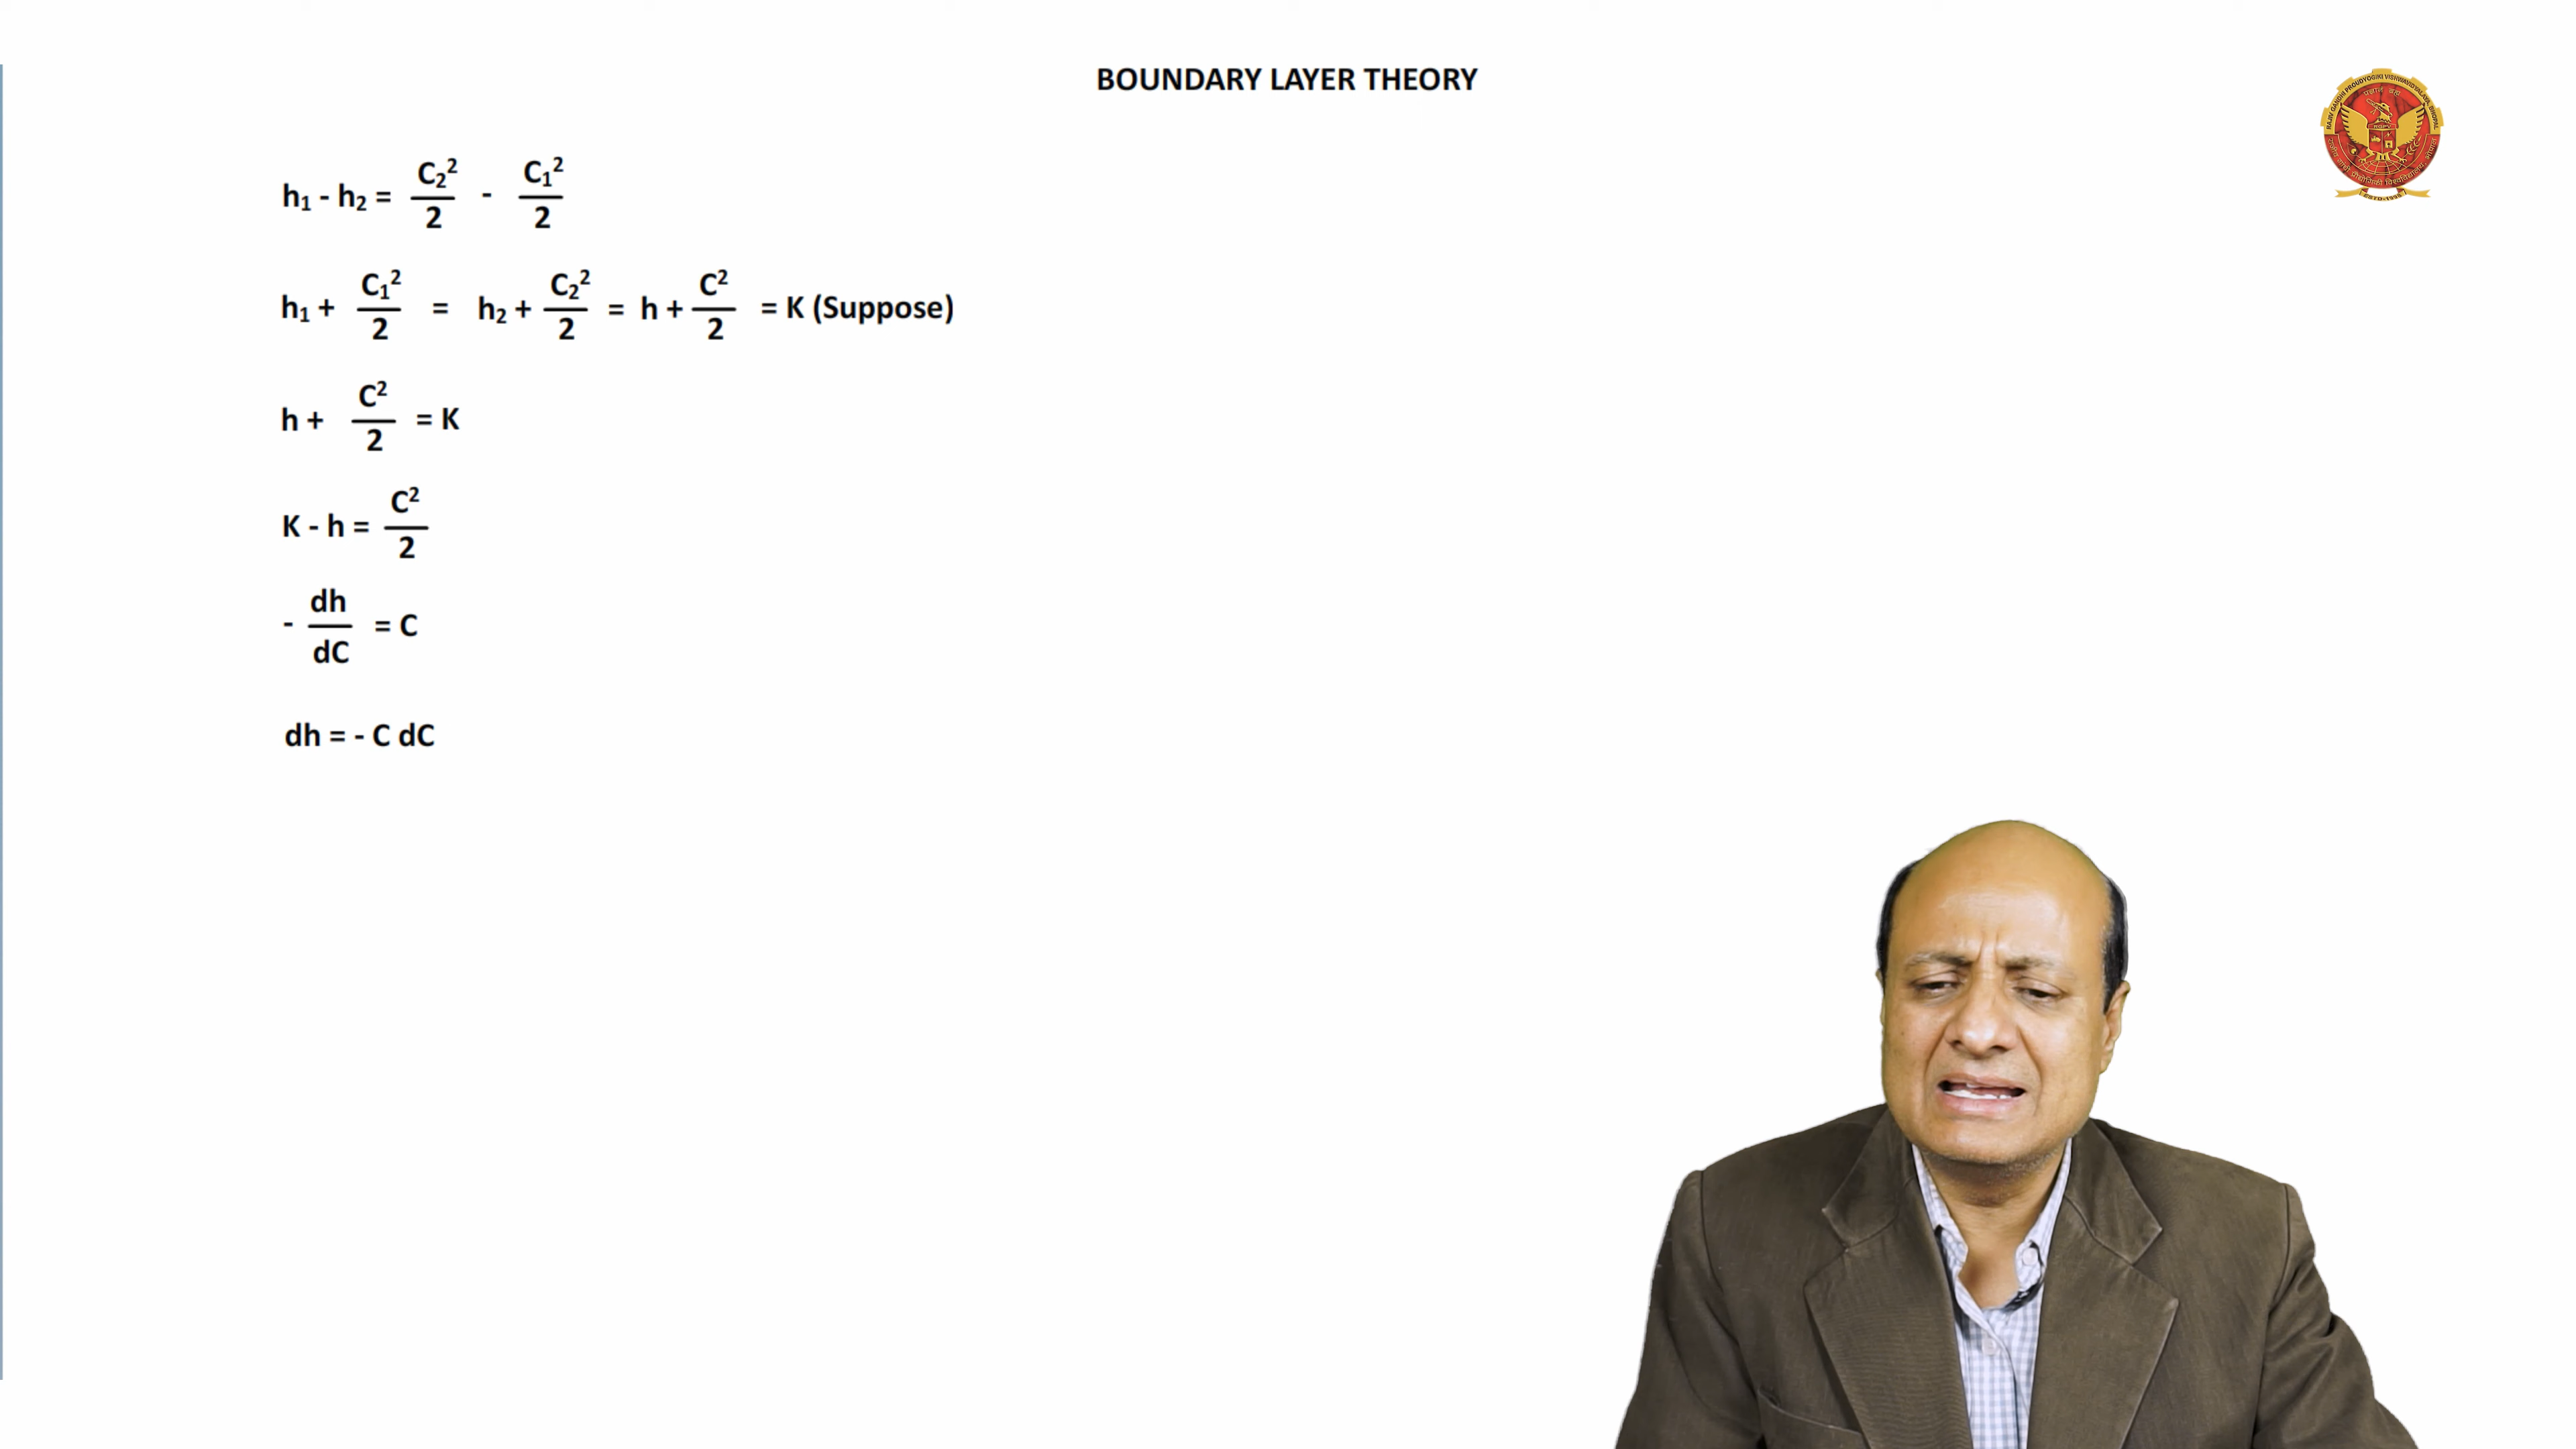 BOUNDARY LAYER THEORY
h₁ - h₂ = C₂²/2 - C₁²/2
h₁ + C₁²/2 = h₂ + C₂²/2 = h + C²/2 = K (Suppose)
h + C²/2 = K
K - h = C²/2
- dh/dC = C
dh = - C dC